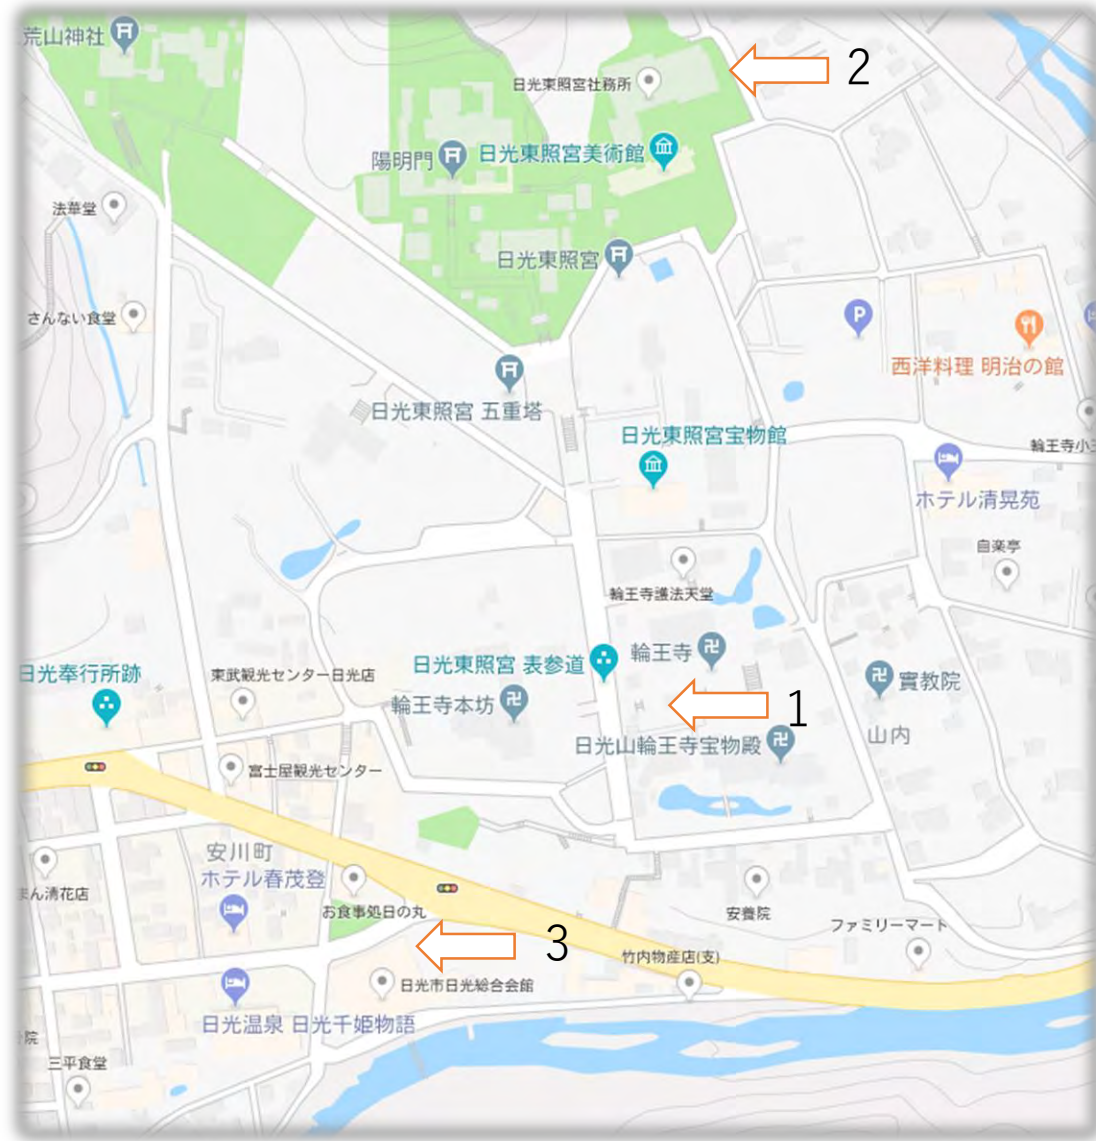 荒山神社
2
日光東照宮社務所
陽明門
日光東照宮美術館
法華堂
日光東照宮
さんない食堂
P
西洋料理 明治の館
日光東照宮 五重塔
日光東照宮宝物館
輪王寺小
ホテル清晃苑
自楽亭
輪王寺護法天堂
輪王寺
日光東照宮 表参道
日光奉行所跡
東武観光センター日光店
輪王寺本坊
實教院
1
山内
日光山輪王寺宝物殿
富士屋観光センター
安川町
ホテル春茂登
ん清花店
お食事処日の丸
安養院
ファミリーマート
3
竹内物産店(支)
日光市日光総合会館
日光温泉 日光千姫物語
院
三平食堂